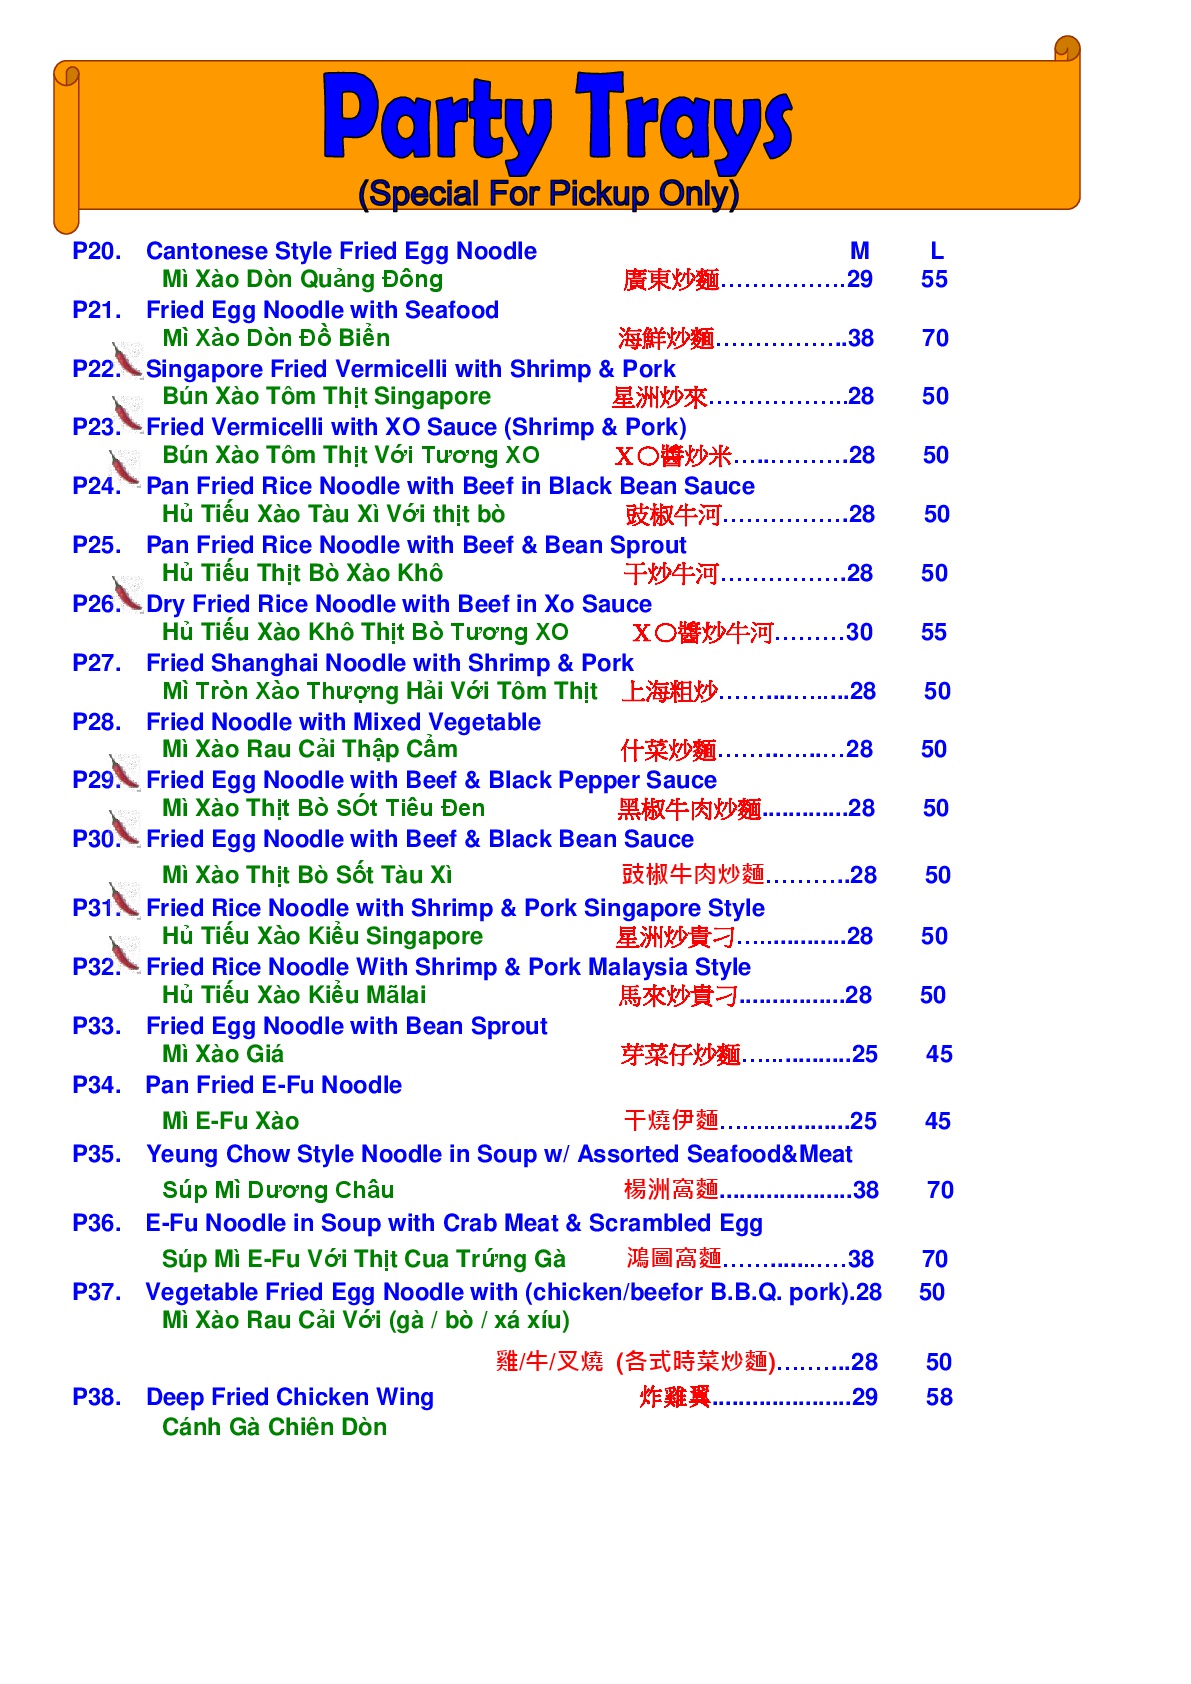 Party Trays
(Special For Pickup Only)
P20. Cantonese Style Fried Egg Noodle M L
Mì Xào Dòn Quảng Đông 廣東炒麵…………….29 55
P21. Fried Egg Noodle with Seafood
Mì Xào Dòn Đồ Biển 海鮮炒麵……………..38 70
P22. Singapore Fried Vermicelli with Shrimp & Pork
Bún Xào Tôm Thịt Singapore 星洲炒來……………….28 50
P23. Fried Vermicelli with XO Sauce (Shrimp & Pork)
Bún Xào Tôm Thịt Với Tương XO X〇醬炒米…..……….28 50
P24. Pan Fried Rice Noodle with Beef in Black Bean Sauce
Hủ Tiếu Xào Tàu Xì Với thịt bò 豉椒牛河…………….28 50
P25. Pan Fried Rice Noodle with Beef & Bean Sprout
Hủ Tiếu Thịt Bò Xào Khô 干炒牛河…………….28 50
P26. Dry Fried Rice Noodle with Beef in Xo Sauce
Hủ Tiếu Xào Khô Thịt Bò Tương XO X〇醬炒牛河………30 55
P27. Fried Shanghai Noodle with Shrimp & Pork
Mì Tròn Xào Thượng Hải Với Tôm Thịt 上海粗炒……...…..…..28 50
P28. Fried Noodle with Mixed Vegetable
Mì Xào Rau Cải Thập Cẩm 什菜炒麵……..…..…28 50
P29. Fried Egg Noodle with Beef & Black Pepper Sauce
Mì Xào Thịt Bò SÓt Tiêu Đen 黑椒牛肉炒麵.............28 50
P30. Fried Egg Noodle with Beef & Black Bean Sauce
Mì Xào Thịt Bò Sốt Tàu Xì 豉椒牛肉炒麵………..28 50
P31. Fried Rice Noodle with Shrimp & Pork Singapore Style
Hủ Tiếu Xào Kiểu Singapore 星洲炒貴刁…...........28 50
P32. Fried Rice Noodle With Shrimp & Pork Malaysia Style
Hủ Tiếu Xào Kiểu Mãlai 馬來炒貴刁................28 50
P33. Fried Egg Noodle with Bean Sprout
Mì Xào Giá 芽菜仔炒麵…...........25 45
P34. Pan Fried E-Fu Noodle
Mì E-Fu Xào 干燒伊麵…..............25 45
P35. Yeung Chow Style Noodle in Soup w/ Assorted Seafood&Meat
Súp Mì Dương Châu 楊洲窩麵....................38 70
P36. E-Fu Noodle in Soup with Crab Meat & Scrambled Egg
Súp Mì E-Fu Với Thịt Cua Trứng Gà 鴻圖窩麵…….......…38 70
P37. Vegetable Fried Egg Noodle with (chicken/beefor B.B.Q. pork).28 50
Mì Xào Rau Cải Với (gà / bò / xá xíu)
雞/牛/叉燒 (各式時菜炒麵)……...28 50
P38. Deep Fried Chicken Wing 炸雞翼.....................29 58
Cánh Gà Chiên Dòn